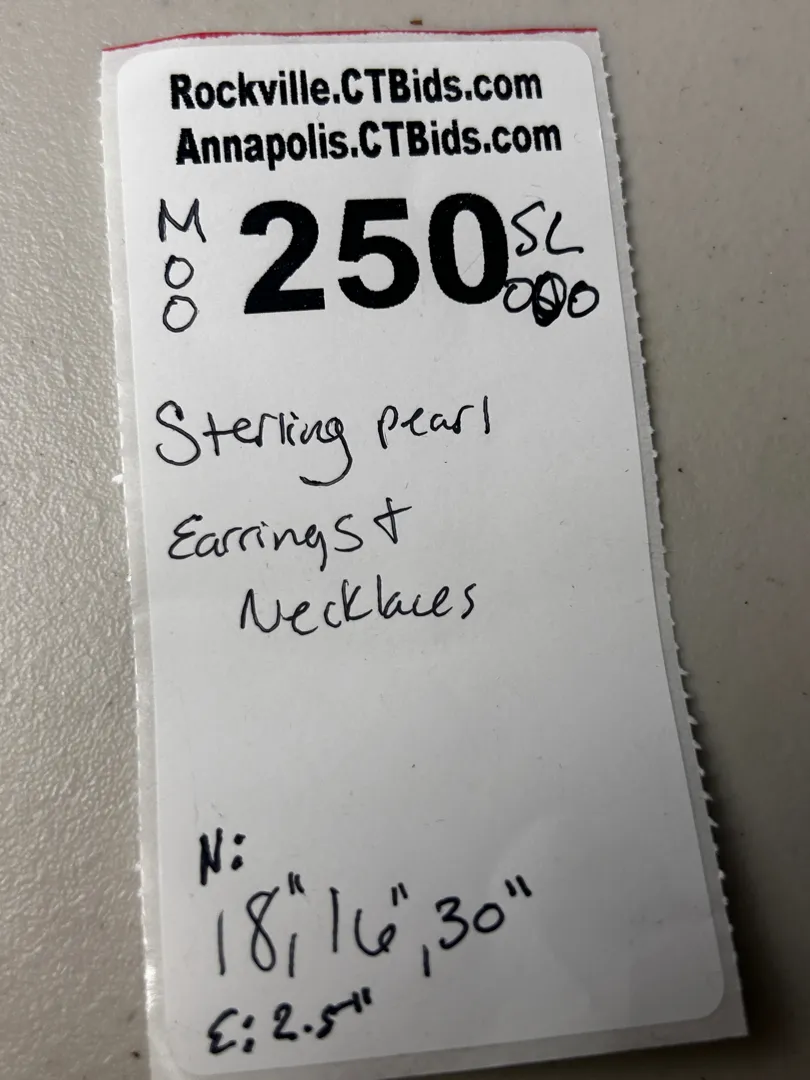 Rockville.CTBids.com
Annapolis.CTBids.com
M 250 SL
O
O
Sterling pearl
Earrings +
Necklaces
N:
18", 16", 30"
E: 2.5"